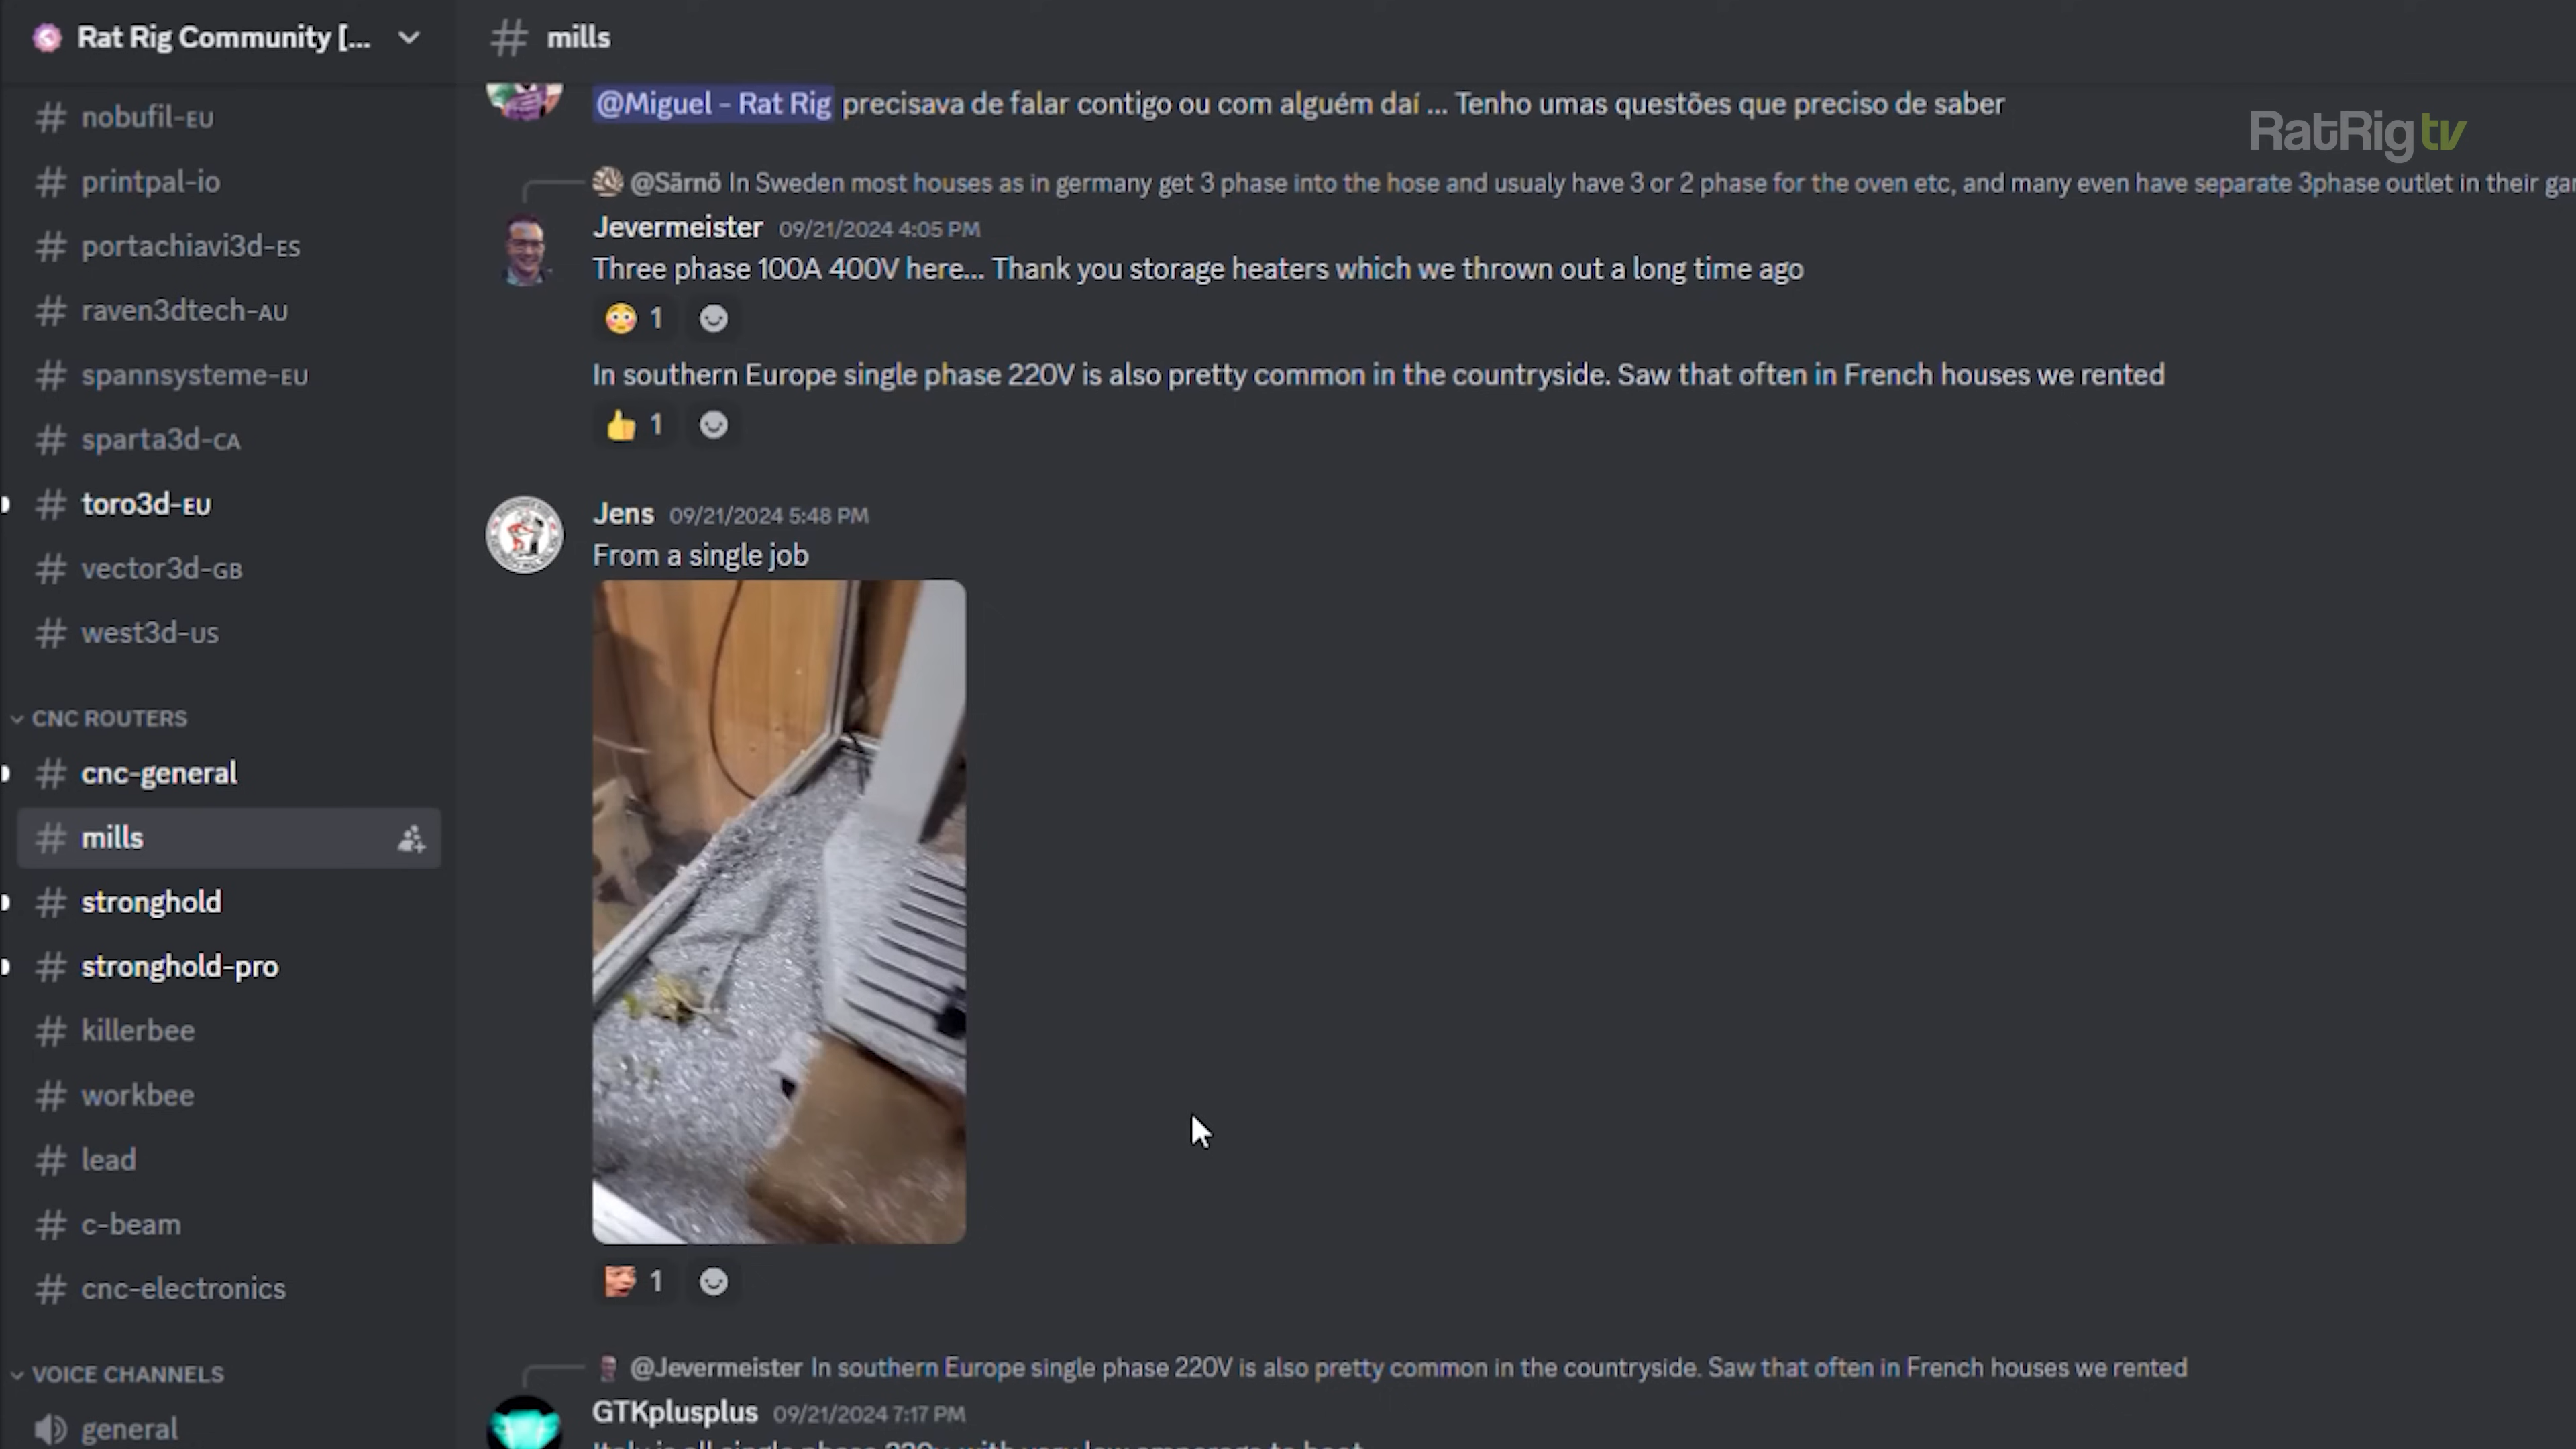 Rat Rig Community [...
# nobufil-EU
# printpal-io
# portachiavi3d-ES
# raven3dtech-AU
# spannsysteme-EU
# sparta3d-CA
# toro3d-EU
# vector3d-GB
# west3d-US
CNC ROUTERS
# cnc-general
# mills
# stronghold
# stronghold-pro
# killerbee
# workbee
# lead
# c-beam
# cnc-electronics
VOICE CHANNELS
general
# mills
RatRig tv
@Miguel - Rat Rig precisava de falar contigo ou com alguém daí ... Tenho umas questões que preciso de saber
@Särnö In Sweden most houses as in germany get 3 phase into the hose and usualy have 3 or 2 phase for the oven etc, and many even have separate 3phase outlet in their
Jevermeister 09/21/2024 4:05 PM
Three phase 100A 400V here... Thank you storage heaters which we thrown out a long time ago
1
In southern Europe single phase 220V is also pretty common in the countryside. Saw that often in French houses we rented
1
Jens 09/21/2024 5:48 PM
From a single job
1
@Jevermeister In southern Europe single phase 220V is also pretty common in the countryside. Saw that often in French houses we rented
GTKplusplus 09/21/2024 7:17 PM